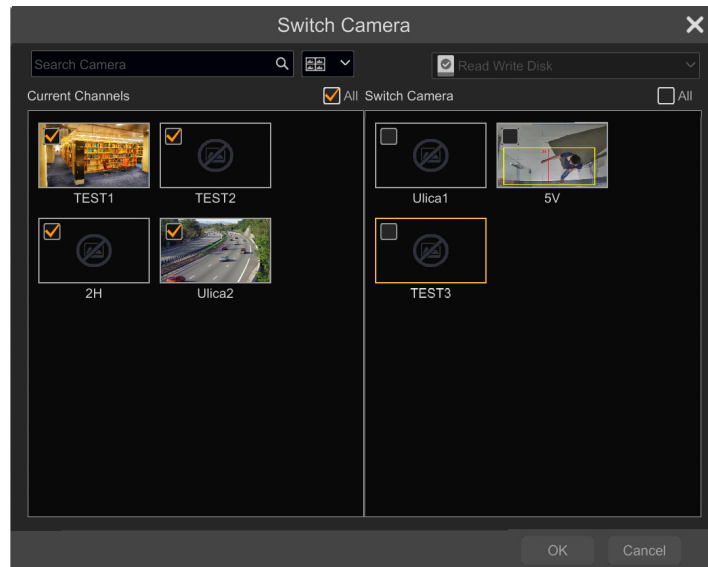 Switch Camera
Search Camera
Read Write Disk
Current Channels
All
Switch Camera
All
TEST1
TEST2
Ulica1
5V
2H
Ulica2
TEST3
OK
Cancel